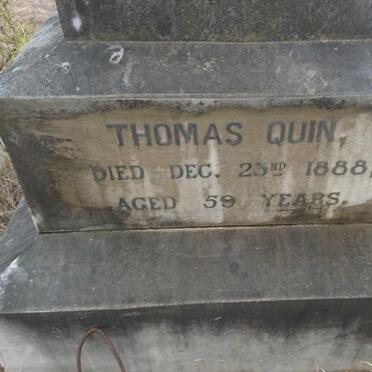 THOMAS QUIN,
DIED DEC. 23RD 1888,
AGED 59 YEARS.